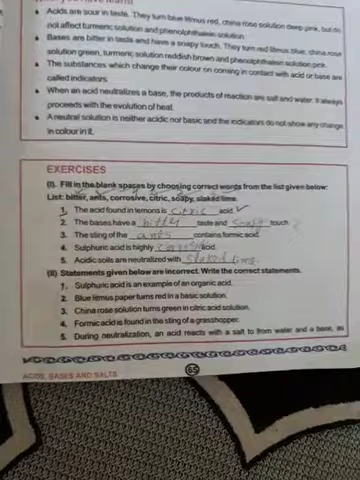 Acids are sour in taste. They turn blue litmus red, china rose solution deep pink, but do
not affect turmeric solution and phenolphthalein solution.
Bases are bitter in taste and have a soapy touch. They turn red litmus blue, china rose
solution green, turmeric solution reddish brown and phenolphthalein solution pink.
The substances which change their colour on coming in contact with acid or base are
called indicators.
When an acid neutralizes a base, the products of reaction are salt and water. It always
proceeds with the evolution of heat.
A neutral solution is neither acidic nor basic and the indicators do not show any change
in colour in it.
EXERCISES
(I). Fill in the blank spaces by choosing correct words from the list given below:
List: bitter, ants, corrosive, citric, soapy, slaked lime.
1. The acid found in lemons is citric acid.
2. The bases have a bitter taste and soapy touch.
3. The sting of the ants contains formic acid.
4. Sulphuric acid is highly acid.
5. Acidic soils are neutralized with slaked lime.
(II) Statements given below are incorrect. Write the correct statements.
1. Sulphuric acid is an example of an organic acid.
2. Blue litmus paper turns red in a basic solution.
3. China rose solution turns green in citric acid solution.
4. Formic acid is found in the sting of a grasshopper.
5. During neutralization, an acid reacts with a salt to from water and a base, as
ACIDS, BASES AND SALTS
65